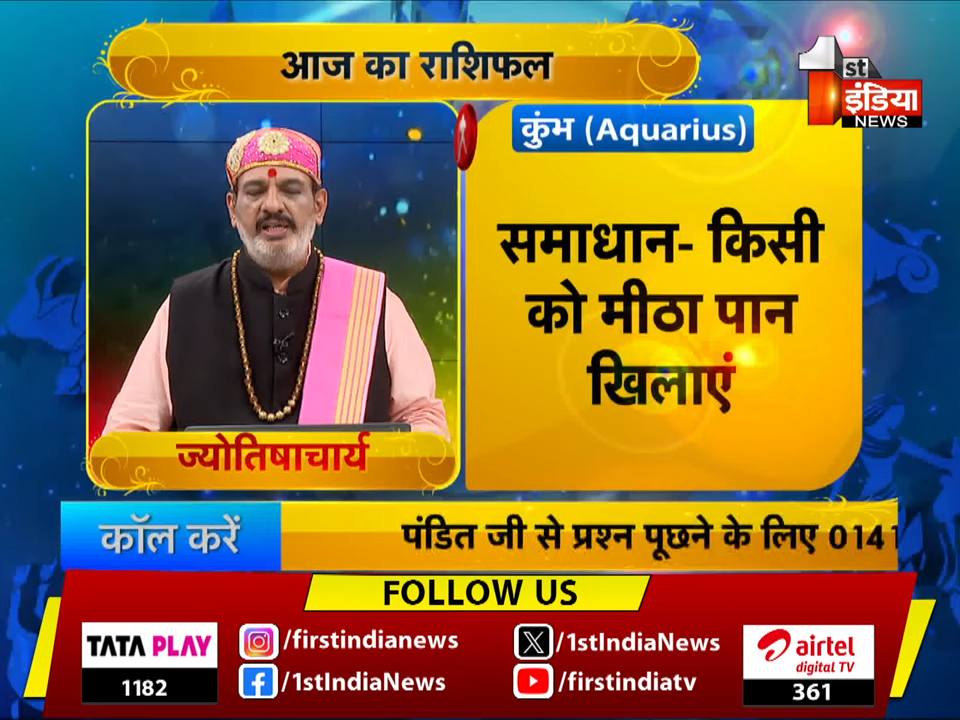 आज का राशिफल
1st
इंडिया
NEWS
कुंभ (Aquarius)
समाधान- किसी
को मीठा पान
खिलाएं
ज्योतिषाचार्य
कॉल करें
पंडित जी से प्रश्न पूछने के लिए 0141
FOLLOW US
TATA PLAY
1182
/firstindianews
/1stIndiaNews
/1stIndiaNews
/firstindiatv
airtel
digital TV
361